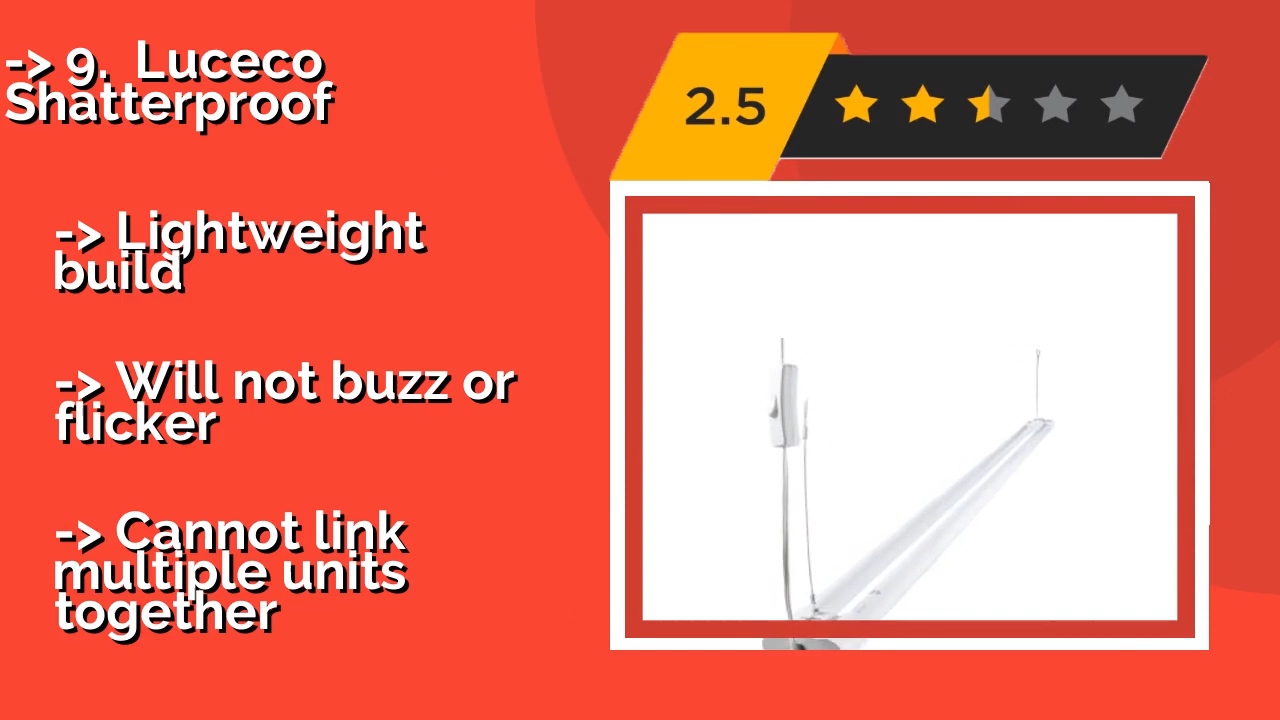 -> 9.  Luceco
Shatterproof
2.5
-> Lightweight
build
-> Will not buzz or
flicker
-> Cannot link
multiple units
together